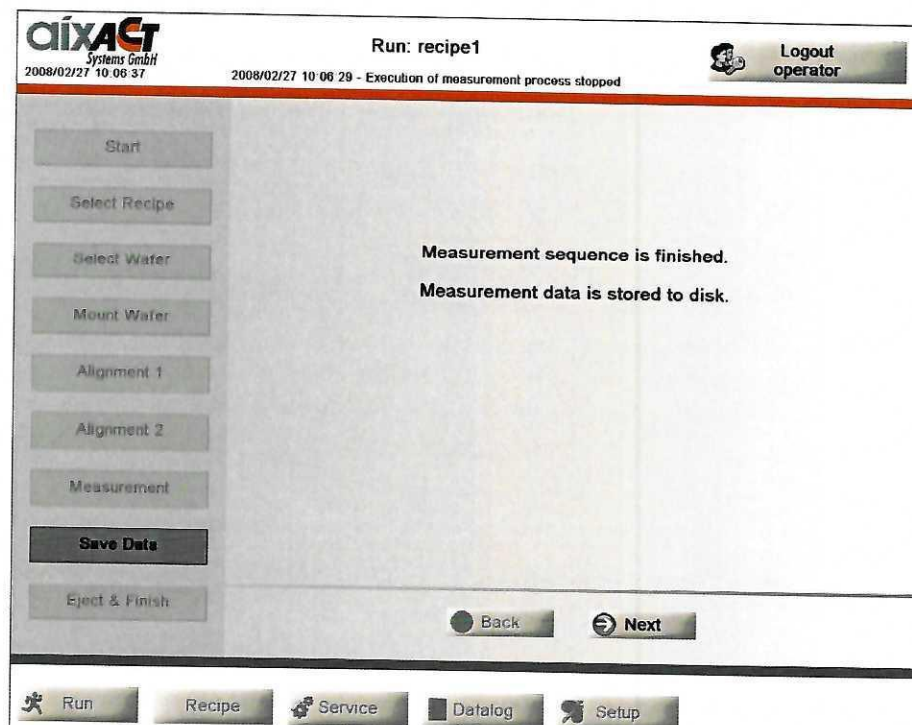 aixACT
Systems GmbH
2008/02/27 10:06:37
Run: recipe1
2008/02/27 10:06:29 - Execution of measurement process stopped
Logout
operator
Start
Select Recipe
Select Wafer
Mount Wafer
Alignment 1
Alignment 2
Measurement
Save Data
Eject & Finish
Measurement sequence is finished.
Measurement data is stored to disk.
Back
Next
Run
Recipe
Service
Datalog
Setup